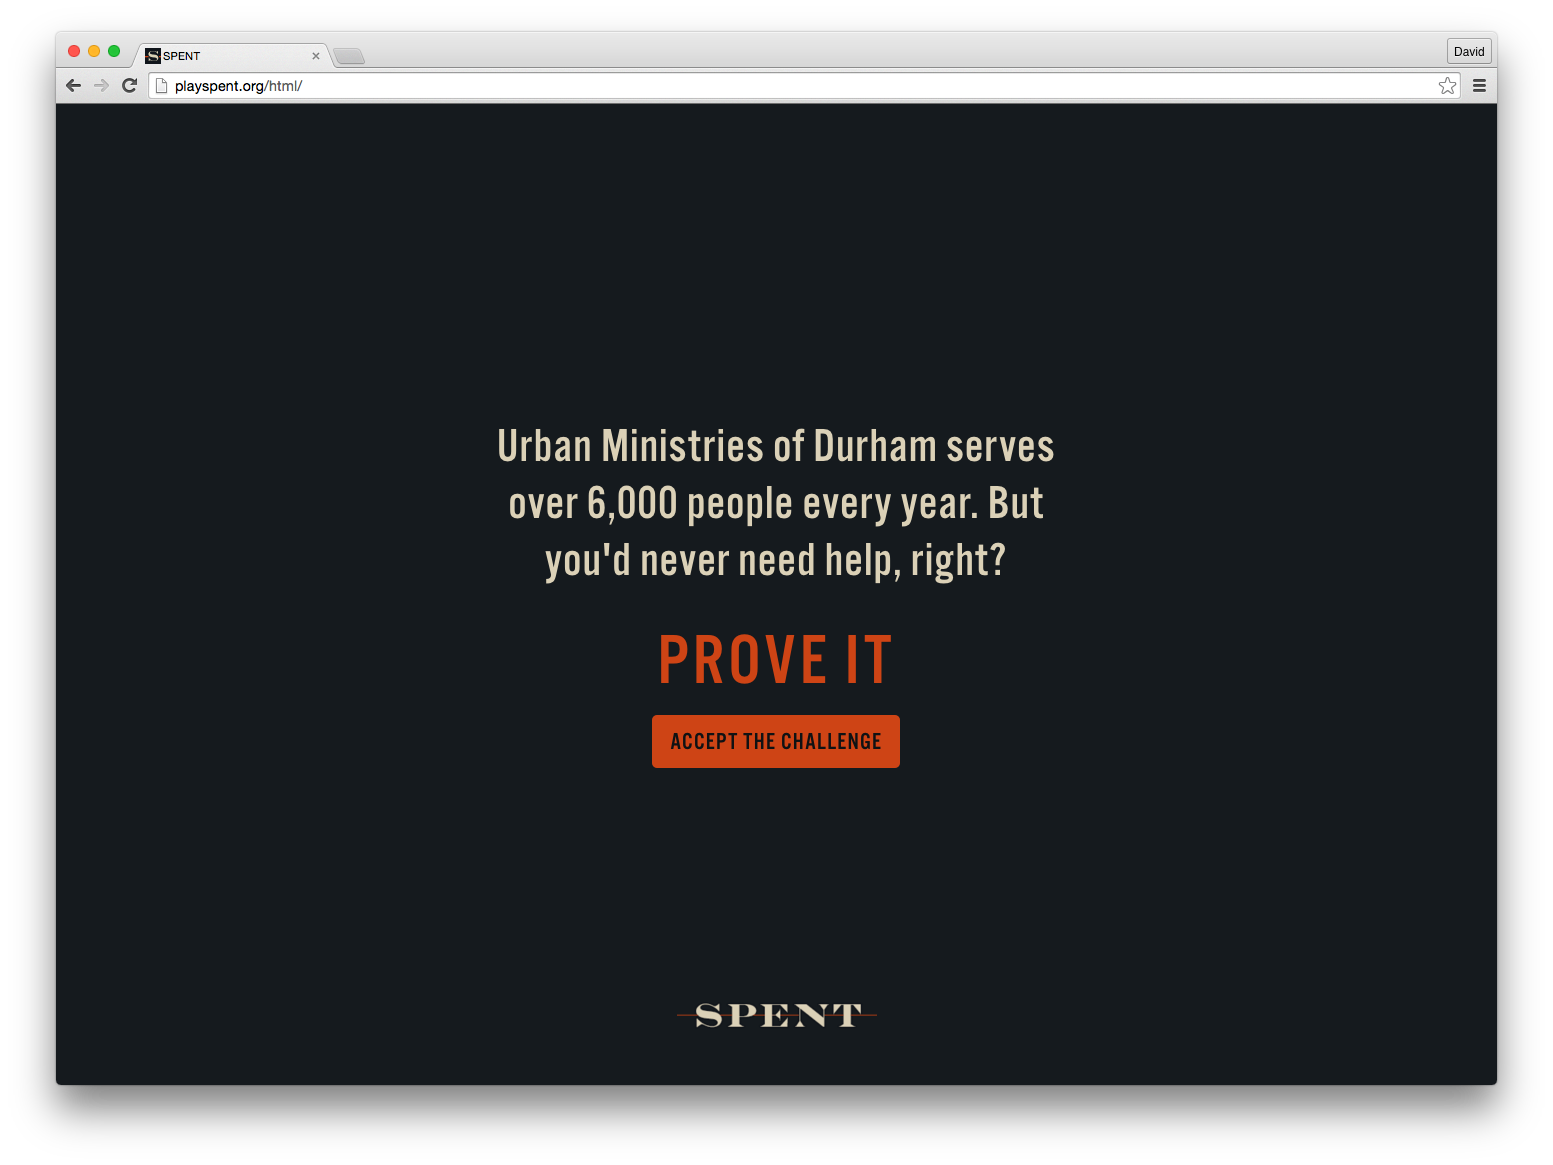 SPENT
David
playspent.org/html/
Urban Ministries of Durham serves
over 6,000 people every year. But
you'd never need help, right?
PROVE IT
ACCEPT THE CHALLENGE
SPENT